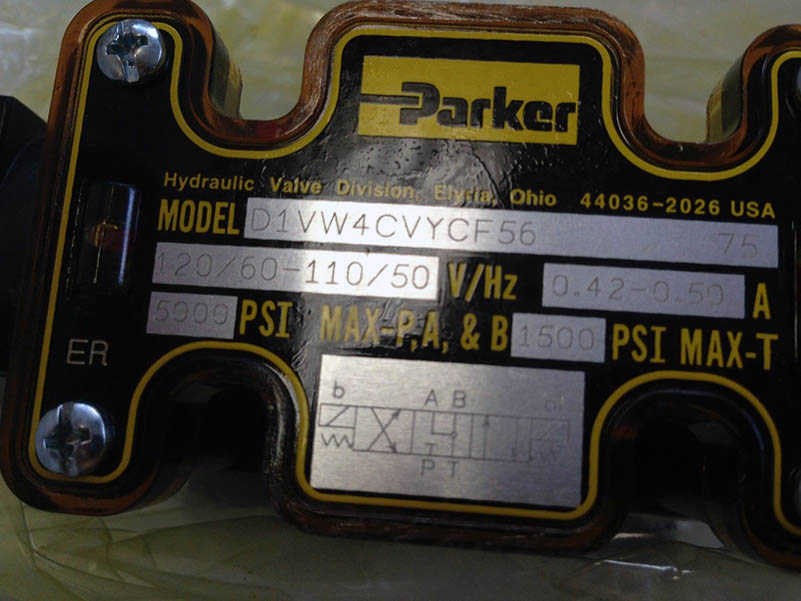 Parker
Hydraulic Valve Division, Elyria, Ohio 44036-2026 USA
MODEL D1VW4CVYCF56 75
120/60-110/50 V/Hz 0.42-0.50 A
5000 PSI MAX-P,A, & B 1500 PSI MAX-T
ER
b A B a
T
P T